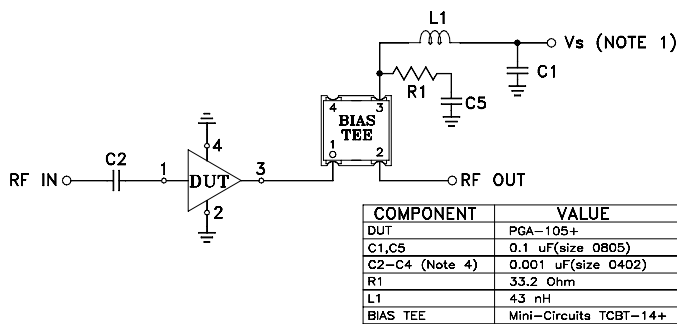 L1
Vs (NOTE 1)
C1
R1
C5
4 3
BIAS
TEE
1 2
C2
4
RF IN
1
DUT
3
RF OUT
2
COMPONENT VALUE
DUT PGA-105+
C1,C5 0.1 uF(size 0805)
C2-C4 (Note 4) 0.001 uF(size 0402)
R1 33.2 Ohm
L1 43 nH
BIAS TEE Mini-Circuits TCBT-14+